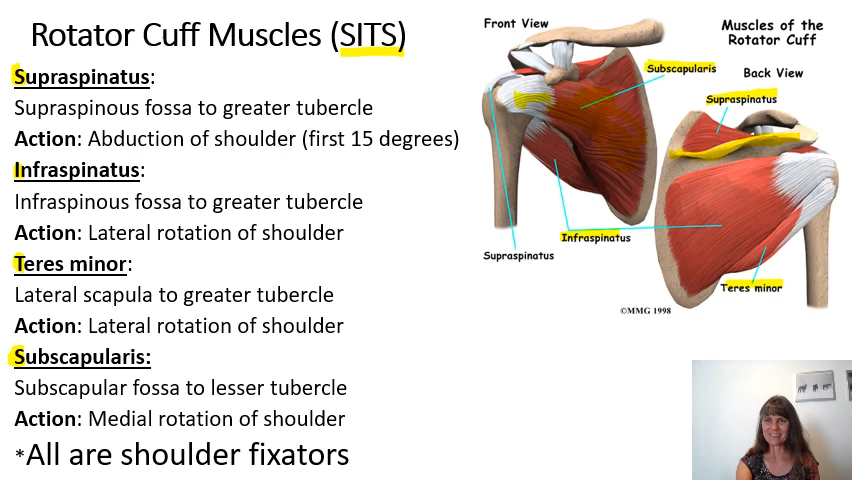 Rotator Cuff Muscles (SITS)
Supraspinatus:
Supraspinous fossa to greater tubercle
Action: Abduction of shoulder (first 15 degrees)
Infraspinatus:
Infraspinous fossa to greater tubercle
Action: Lateral rotation of shoulder
Teres minor:
Lateral scapula to greater tubercle
Action: Lateral rotation of shoulder
Subscapularis:
Subscapular fossa to lesser tubercle
Action: Medial rotation of shoulder
*All are shoulder fixators
Front View
Muscles of the
Rotator Cuff
Subscapularis
Back View
Supraspinatus
Infraspinatus
Supraspinatus
Teres minor
©MMG 1998